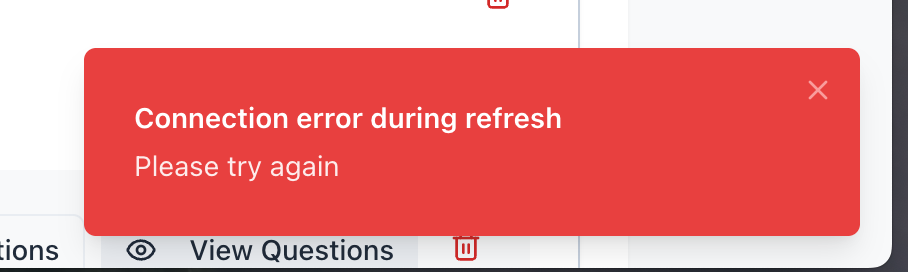 Connection error during refresh
Please try again
tions
View Questions